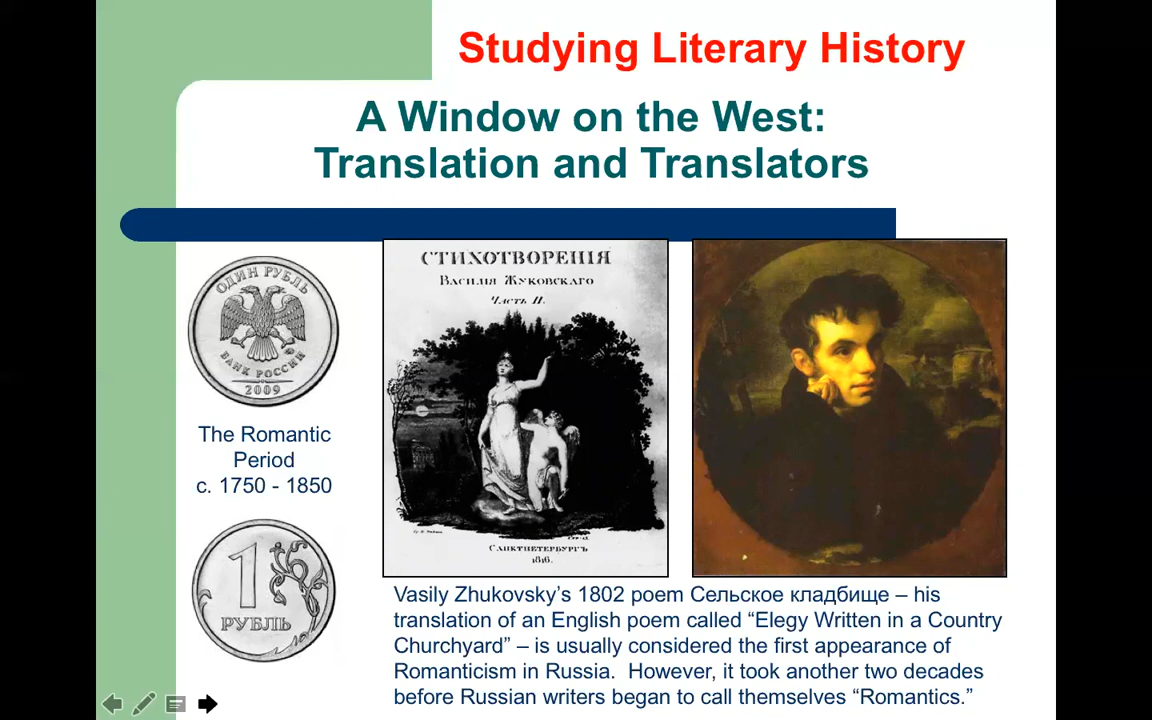 Studying Literary History
A Window on the West:
Translation and Translators
ОДИН РУБЛЬ
БАНК РОССИИ
2009
The Romantic
Period
c. 1750 - 1850
1
РУБЛЬ
СТИХОТВОРЕНІЯ
Василія Жуковскаго
Часть II.
Санктпетербургъ
1816.
Vasily Zhukovsky’s 1802 poem Сельское кладбище – his
translation of an English poem called “Elegy Written in a Country
Churchyard” – is usually considered the first appearance of
Romanticism in Russia. However, it took another two decades
before Russian writers began to call themselves “Romantics.”